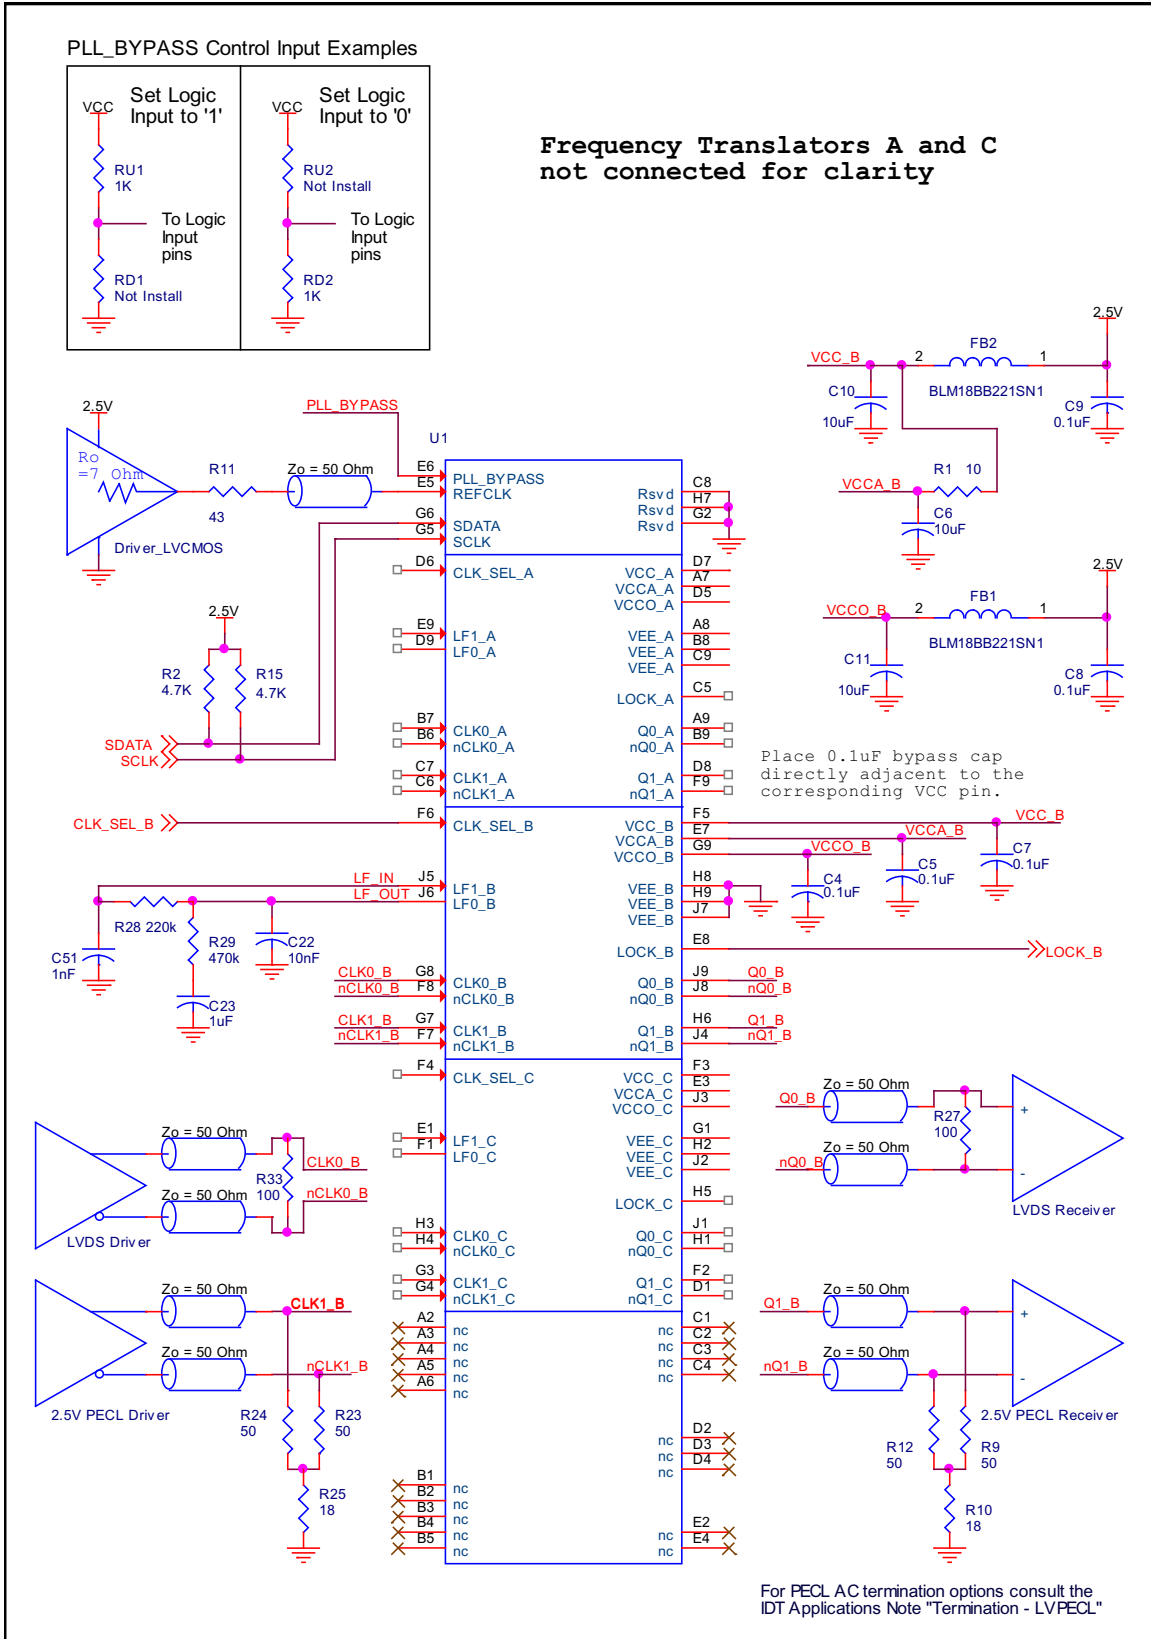 PLL_BYPASS Control Input Examples
VCC
Set Logic
Input to '1'
RU1
1K
To Logic
Input
pins
RD1
Not Install
VCC
Set Logic
Input to '0'
RU2
Not Install
To Logic
Input
pins
RD2
1K
Frequency Translators A and C
not connected for clarity
2.5V
FB2
VCC_B
2
1
C10
10uF
BLM18BB221SN1
C9
0.1uF
R1 10
VCCA_B
C6
10uF
2.5V
FB1
VCCO_B
2
1
BLM18BB221SN1
C11
10uF
C8
0.1uF
2.5V
Ro
=7 Ohm
R11
43
Zo = 50 Ohm
Driver_LVCMOS
PLL_BYPASS
U1
E6
PLL_BYPASS
E5
REFCLK
G6
SDATA
G5
SCLK
C8
Rsvd
H7
Rsvd
G2
Rsvd
D6
CLK_SEL_A
E9
LF1_A
D9
LF0_A
B7
CLK0_A
B6
nCLK0_A
C7
CLK1_A
C6
nCLK1_A
D7
VCC_A
A7
VCCA_A
D5
VCCO_A
A8
VEE_A
B8
VEE_A
C9
VEE_A
C5
LOCK_A
A9
Q0_A
B9
nQ0_A
D8
Q1_A
F9
nQ1_A
2.5V
R2
4.7K
R15
4.7K
SDATA
SCLK
Place 0.1uF bypass cap
directly adjacent to the
corresponding VCC pin.
CLK_SEL_B
F6
CLK_SEL_B
LF_IN
J5
LF1_B
LF_OUT
J6
LF0_B
R28 220k
C51
1nF
R29
470k
C22
10nF
C23
1uF
CLK0_B
G8
CLK0_B
nCLK0_B
F8
nCLK0_B
CLK1_B
G7
CLK1_B
nCLK1_B
F7
nCLK1_B
F5
VCC_B
E7
VCCA_B
G9
VCCO_B
VCC_B
VCCA_B
VCCO_B
C7
0.1uF
C5
0.1uF
C4
0.1uF
H8
VEE_B
H9
VEE_B
J7
VEE_B
E8
LOCK_B
LOCK_B
J9
Q0_B
Q0_B
J8
nQ0_B
nQ0_B
H6
Q1_B
Q1_B
J4
nQ1_B
nQ1_B
F4
CLK_SEL_C
E1
LF1_C
F1
LF0_C
H3
CLK0_C
H4
nCLK0_C
G3
CLK1_C
G4
nCLK1_C
F3
VCC_C
E3
VCCA_C
J3
VCCO_C
G1
VEE_C
H2
VEE_C
J2
VEE_C
H5
LOCK_C
J1
Q0_C
H1
nQ0_C
F2
Q1_C
D1
nQ1_C
Zo = 50 Ohm
CLK0_B
R33
100
Zo = 50 Ohm
nCLK0_B
LVDS Driver
Zo = 50 Ohm
CLK1_B
Zo = 50 Ohm
nCLK1_B
2.5V PECL Driver
R24
50
R23
50
R25
18
Q0_B
Zo = 50 Ohm
R27
100
nQ0_B
Zo = 50 Ohm
+
-
LVDS Receiver
Q1_B
Zo = 50 Ohm
nQ1_B
Zo = 50 Ohm
+
-
2.5V PECL Receiver
R12
50
R9
50
R10
18
A2
nc
A3
nc
A4
nc
A5
nc
A6
nc
B1
nc
B2
nc
B3
nc
B4
nc
B5
nc
C1
nc
C2
nc
C3
nc
C4
nc
D2
nc
D3
nc
D4
nc
E2
nc
E4
nc
For PECL AC termination options consult the
IDT Applications Note "Termination - LVPECL"